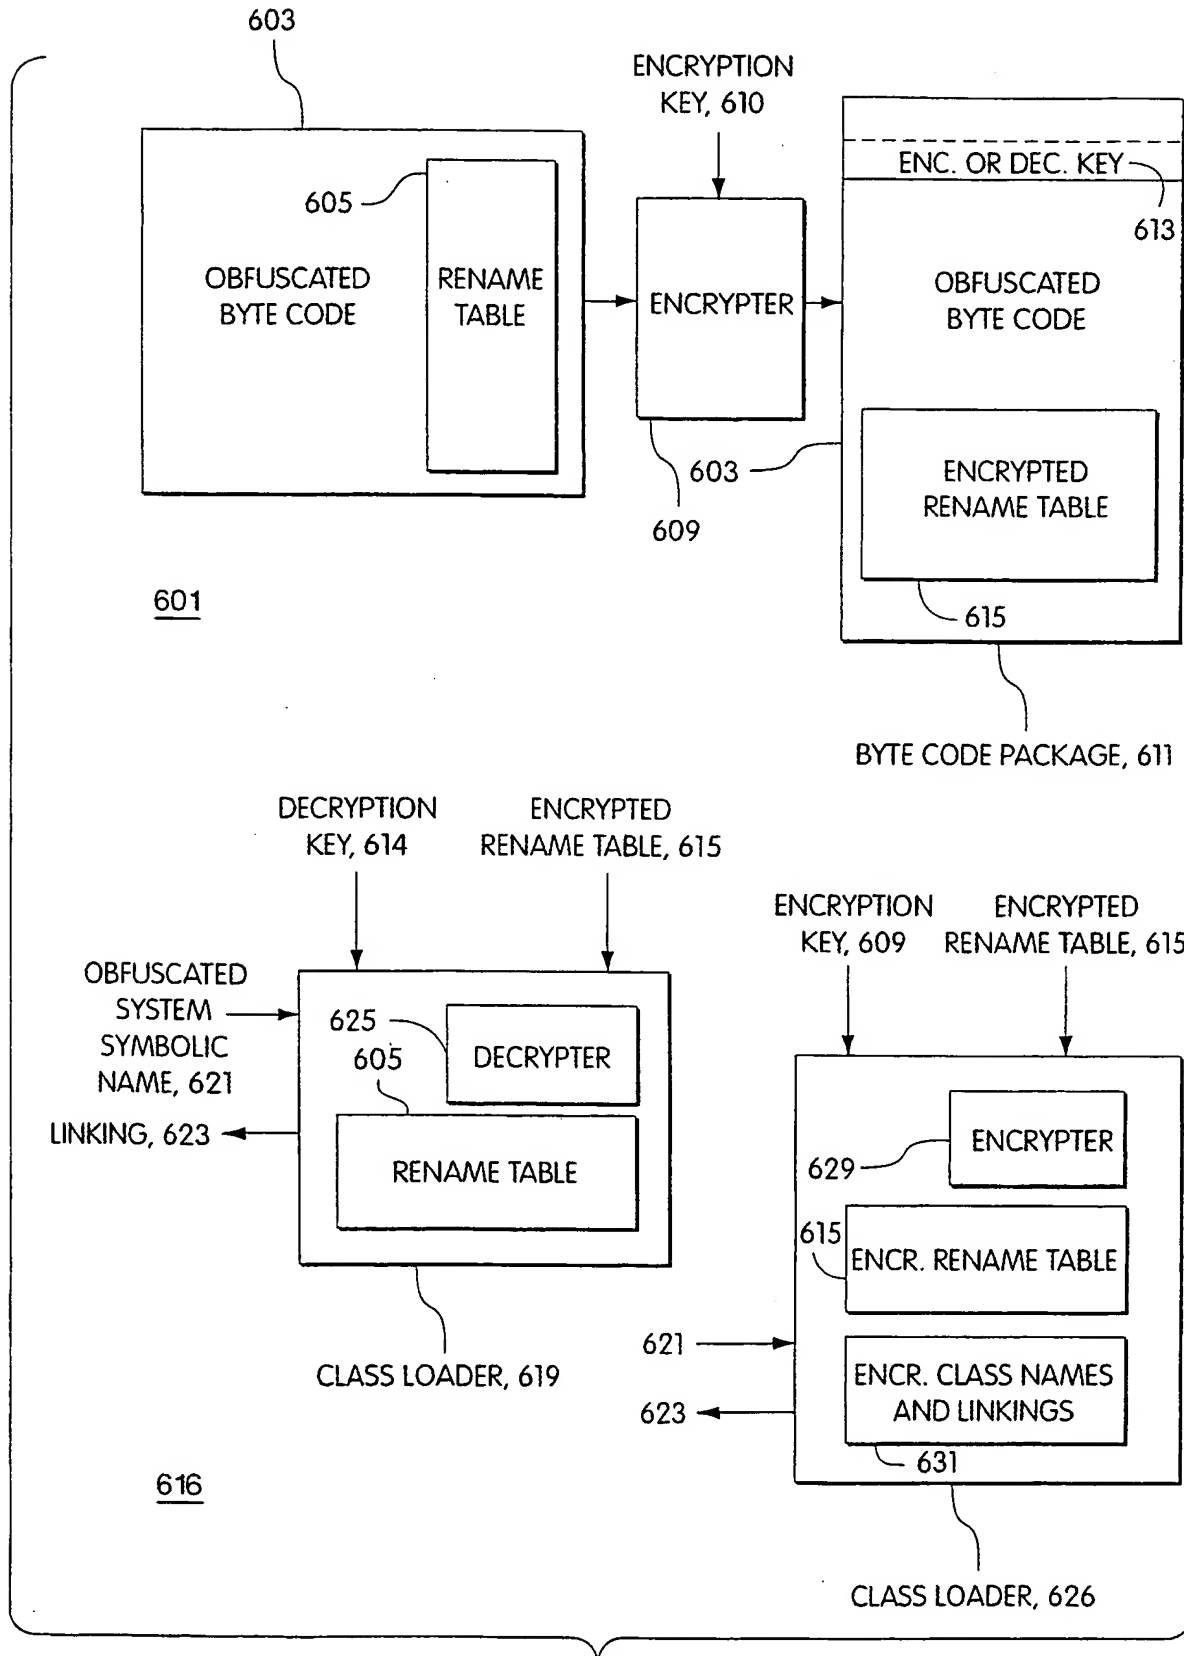 603
ENCRYPTION
KEY, 610
ENC. OR DEC. KEY
613
605
OBFUSCATED
BYTE CODE
RENAME
TABLE
ENCRYPTER
OBFUSCATED
BYTE CODE
603
609
ENCRYPTED
RENAME TABLE
615
601
BYTE CODE PACKAGE, 611
DECRYPTION
KEY, 614
ENCRYPTED
RENAME TABLE, 615
OBFUSCATED
SYSTEM
SYMBOLIC
NAME, 621
LINKING, 623
625
DECRYPTER
605
RENAME TABLE
CLASS LOADER, 619
ENCRYPTION
KEY, 609
ENCRYPTED
RENAME TABLE, 615
ENCRYPTER
629
615
ENCR. RENAME TABLE
621
623
ENCR. CLASS NAMES
AND LINKINGS
631
616
CLASS LOADER, 626